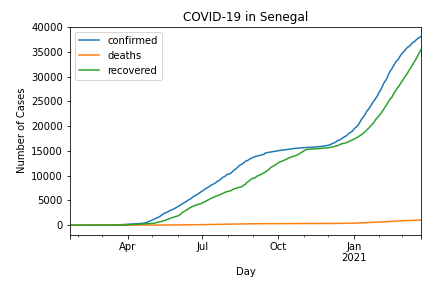 COVID-19 in Senegal
confirmed
deaths
recovered
Number of Cases
40000
35000
30000
25000
20000
15000
10000
5000
0
Apr
Jul
Oct
Jan
2021
Day